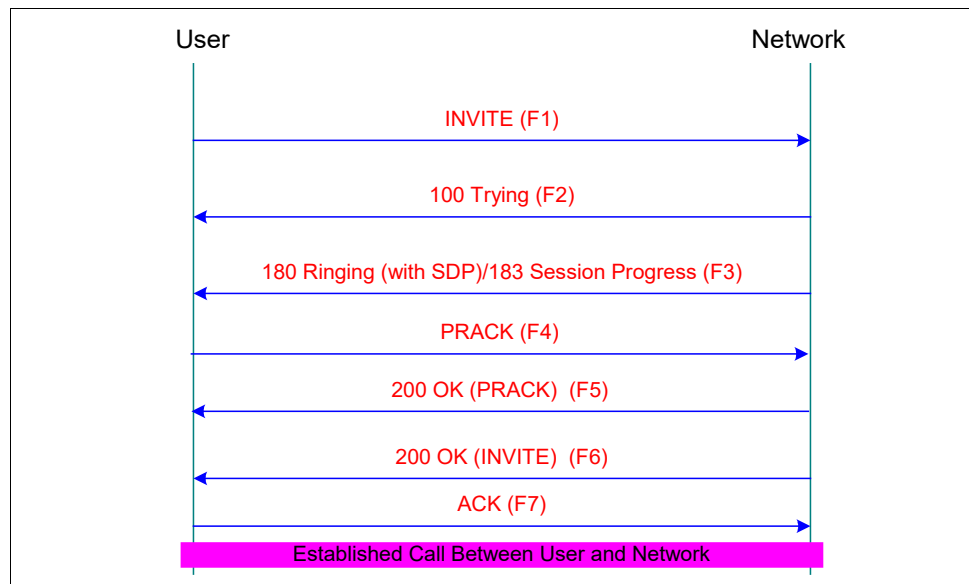 User
Network
INVITE (F1)
100 Trying (F2)
180 Ringing (with SDP)/183 Session Progress (F3)
PRACK (F4)
200 OK (PRACK)  (F5)
200 OK (INVITE)  (F6)
ACK (F7)
Established Call Between User and Network